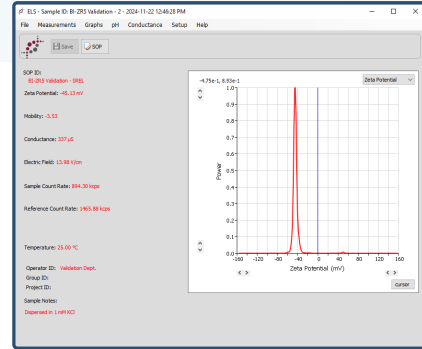 ELS - Sample ID: BI-ZR5 Validation - 2 - 2024-11-22 12:46:28 PM
File Measurements Graphs pH Conductance Setup Help
Save SOP
SOP ID:
BI-ZR5 Validation - SREL
Zeta Potential: -45.13 mV
Mobility: -3.53
Conductance: 337 µS
Electric Field: 13.98 V/cm
Sample Count Rate: 894.30 kcps
Reference Count Rate: 1465.88 kcps
Temperature: 25.00 °C
Operator ID: Validation Dept.
Group ID:
Project ID:
Sample Notes:
Dispersed in 1 mM KCl
-4.75e-1, 8.93e-1
Zeta Potential
1.0
0.9
0.8
0.7
0.6
0.5
0.4
0.3
0.2
0.1
0.0
Power
-160 -120 -80 -40 0 40 80 120 160
Zeta Potential (mV)
cursor